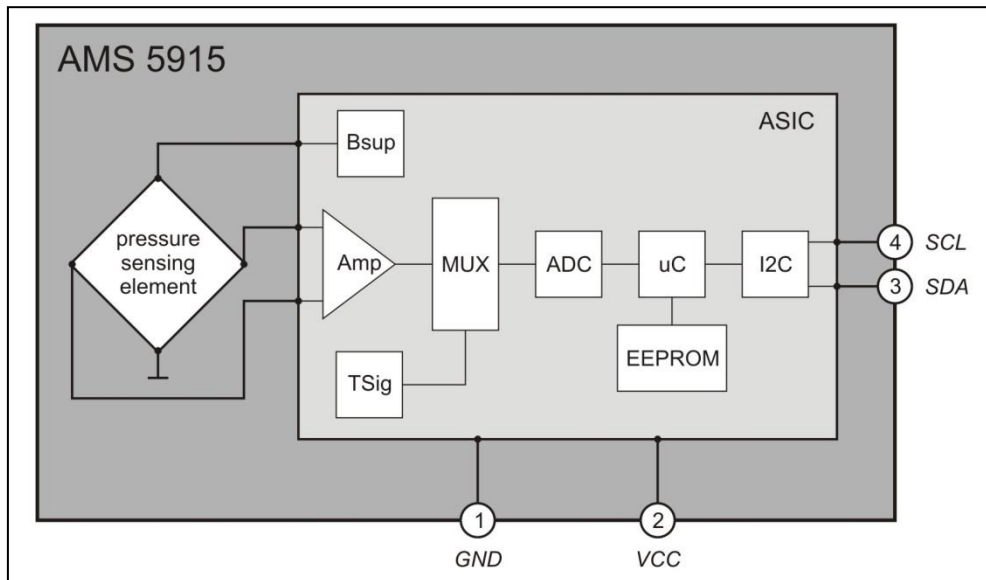 AMS 5915
ASIC
Bsup
pressure
sensing
element
Amp
MUX
ADC
uC
I2C
4 SCL
3 SDA
TSig
EEPROM
1
2
GND
VCC